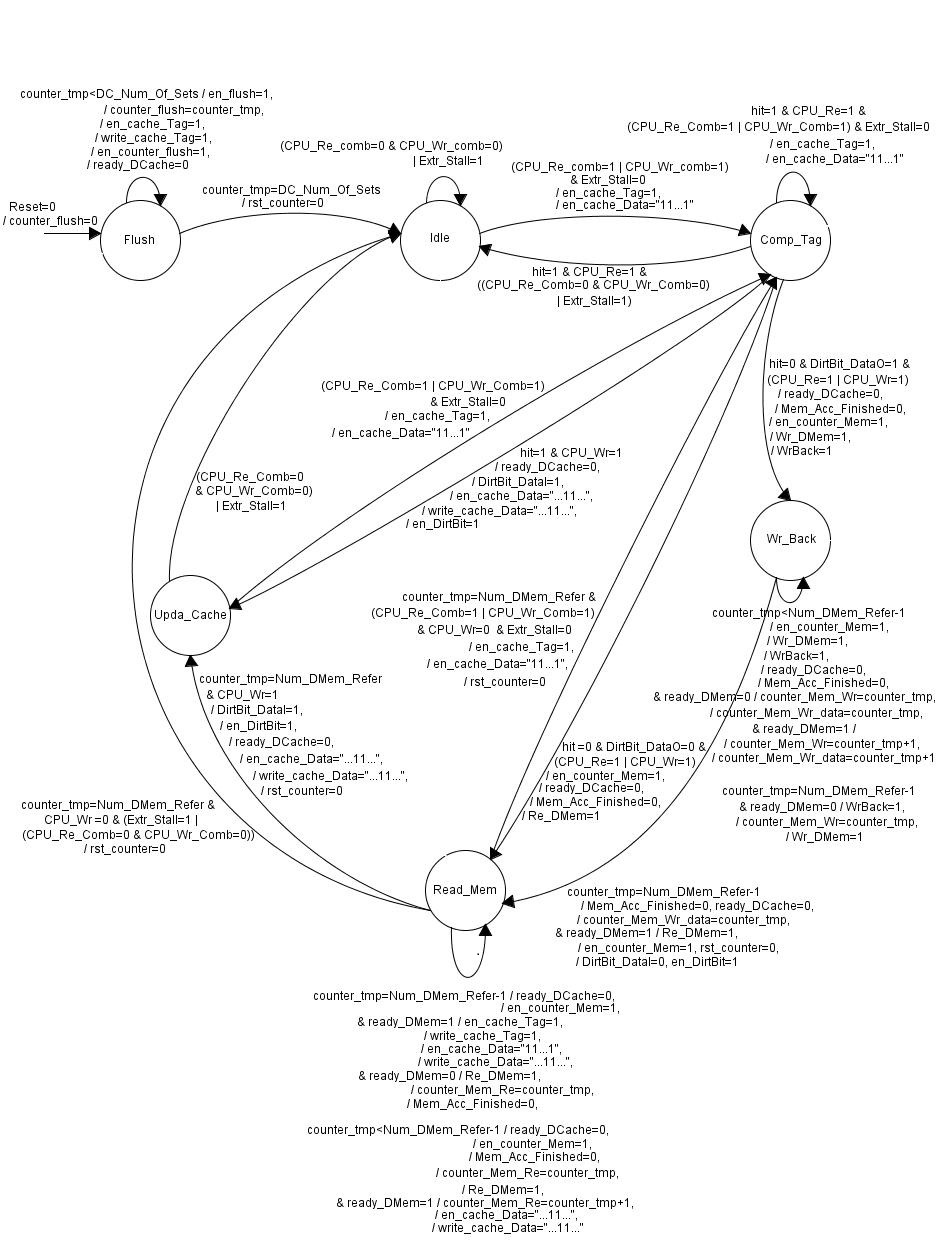 counter_tmp<DC_Num_Of_Sets / en_flush=1,
/ counter_flush=counter_tmp,
/ en_cache_Tag=1,
/ write_cache_Tag=1,
/ en_counter_flush=1,
/ ready_DCache=0
Reset=0
/ counter_flush=0
Flush
counter_tmp=DC_Num_Of_Sets
/ rst_counter=0
(CPU_Re_comb=0 & CPU_Wr_comb=0)
| Extr_Stall=1
Idle
(CPU_Re_comb=1 | CPU_Wr_comb=1)
& Extr_Stall=0
/ en_cache_Tag=1,
/ en_cache_Data="11...1"
hit=1 & CPU_Re=1 &
(CPU_Re_Comb=1 | CPU_Wr_Comb=1) & Extr_Stall=0
/ en_cache_Tag=1,
/ en_cache_Data="11...1"
Comp_Tag
hit=1 & CPU_Re=1 &
((CPU_Re_Comb=0 & CPU_Wr_Comb=0)
| Extr_Stall=1)
hit=0 & DirtBit_DataO=1 &
(CPU_Re=1 | CPU_Wr=1)
/ ready_DCache=0,
/ Mem_Acc_Finished=0,
/ en_counter_Mem=1,
/ Wr_DMem=1,
/ WrBack=1
(CPU_Re_Comb=1 | CPU_Wr_Comb=1)
& Extr_Stall=0
/ en_cache_Tag=1,
/ en_cache_Data="11...1"
hit=1 & CPU_Wr=1
/ ready_DCache=0,
/ DirtBit_DataI=1,
/ en_cache_Data="...11...",
/ write_cache_Data="...11...",
/ en_DirtBit=1
(CPU_Re_Comb=0
& CPU_Wr_Comb=0)
| Extr_Stall=1
Wr_Back
Upda_Cache
counter_tmp=Num_DMem_Refer &
(CPU_Re_Comb=1 | CPU_Wr_Comb=1)
& CPU_Wr=0 & Extr_Stall=0
/ en_cache_Tag=1,
/ en_cache_Data="11...1",
/ rst_counter=0
counter_tmp<Num_DMem_Refer-1
/ en_counter_Mem=1,
/ Wr_DMem=1,
/ WrBack=1,
/ ready_DCache=0,
/ Mem_Acc_Finished=0,
& ready_DMem=0 / counter_Mem_Wr=counter_tmp,
/ counter_Mem_Wr_data=counter_tmp,
& ready_DMem=1 /
/ counter_Mem_Wr=counter_tmp+1,
/ counter_Mem_Wr_data=counter_tmp+1
counter_tmp=Num_DMem_Refer-1
& ready_DMem=0 / WrBack=1,
/ counter_Mem_Wr=counter_tmp,
/ Wr_DMem=1
counter_tmp=Num_DMem_Refer
& CPU_Wr=1
/ DirtBit_DataI=1,
/ en_DirtBit=1,
/ ready_DCache=0,
/ en_cache_Data="...11...",
/ write_cache_Data="...11...",
/ rst_counter=0
hit =0 & DirtBit_DataO=0 &
(CPU_Re=1 | CPU_Wr=1)
/ en_counter_Mem=1,
/ ready_DCache=0,
/ Mem_Acc_Finished=0,
/ Re_DMem=1
counter_tmp=Num_DMem_Refer &
CPU_Wr =0 & (Extr_Stall=1 |
(CPU_Re_Comb=0 & CPU_Wr_Comb=0))
/ rst_counter=0
Read_Mem
counter_tmp=Num_DMem_Refer-1
/ Mem_Acc_Finished=0, ready_DCache=0,
/ counter_Mem_Wr_data=counter_tmp,
& ready_DMem=1 / Re_DMem=1,
/ en_counter_Mem=1, rst_counter=0,
/ DirtBit_DataI=0, en_DirtBit=1
counter_tmp=Num_DMem_Refer-1 / ready_DCache=0,
/ en_counter_Mem=1,
& ready_DMem=1 / en_cache_Tag=1,
/ write_cache_Tag=1,
/ en_cache_Data="11...1",
/ write_cache_Data="...11...",
& ready_DMem=0 / Re_DMem=1,
/ counter_Mem_Re=counter_tmp,
/ Mem_Acc_Finished=0,
counter_tmp<Num_DMem_Refer-1 / ready_DCache=0,
/ en_counter_Mem=1,
/ Mem_Acc_Finished=0,
/ counter_Mem_Re=counter_tmp,
/ Re_DMem=1,
& ready_DMem=1 / counter_Mem_Re=counter_tmp+1,
/ en_cache_Data="...11...",
/ write_cache_Data="...11..."